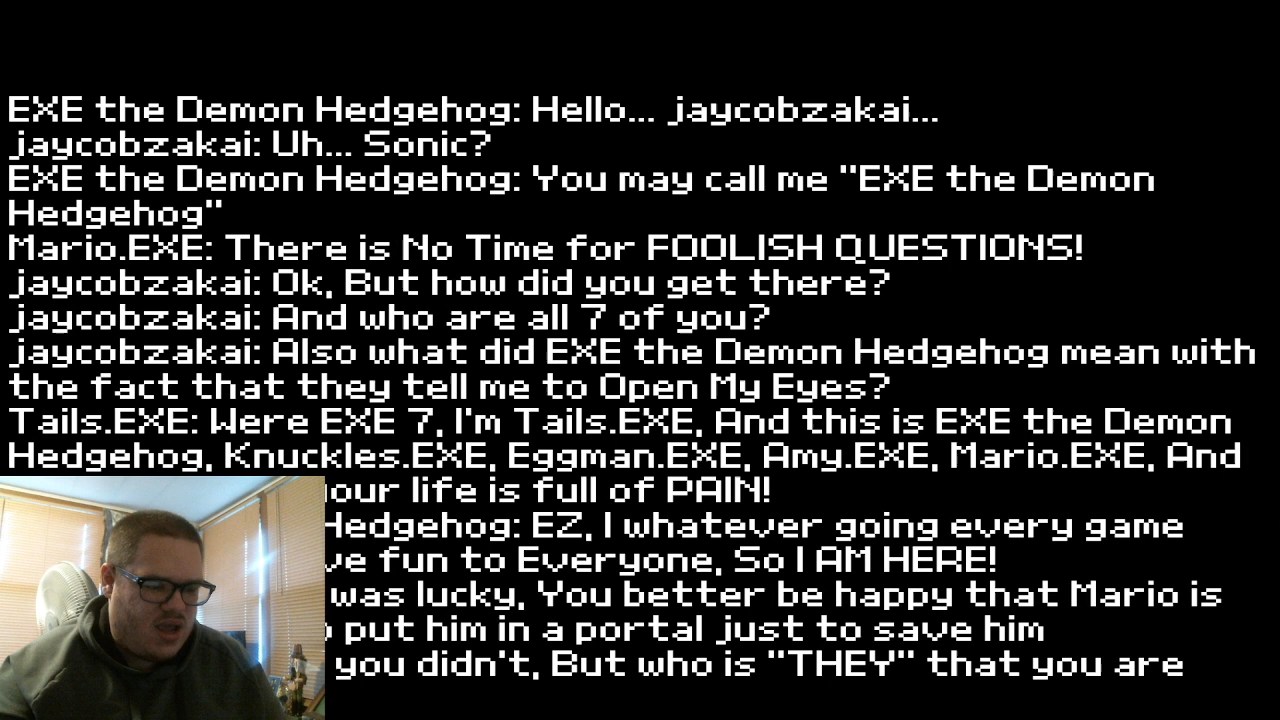 EXE the Demon Hedgehog: Hello... jaycobzakai...
jaycobzakai: Uh... Sonic?
EXE the Demon Hedgehog: You may call me "EXE the Demon
Hedgehog"
Mario.EXE: There is No Time for FOOLISH QUESTIONS!
jaycobzakai: Ok, But how did you get there?
jaycobzakai: And who are all 7 of you?
jaycobzakai: Also what did EXE the Demon Hedgehog mean with
the fact that they tell me to Open My Eyes?
Tails.EXE: Were EXE 7, I'm Tails.EXE, And this is EXE the Demon
Hedgehog, Knuckles.EXE, Eggman.EXE, Amy.EXE, Mario.EXE, And
life is full of PAIN!
Hedgehog: EZ, I whatever going every game
fun to Everyone, So I AM HERE!
was lucky, You better be happy that Mario is
put him in a portal just to save him
you didn't, But who is "THEY" that you are